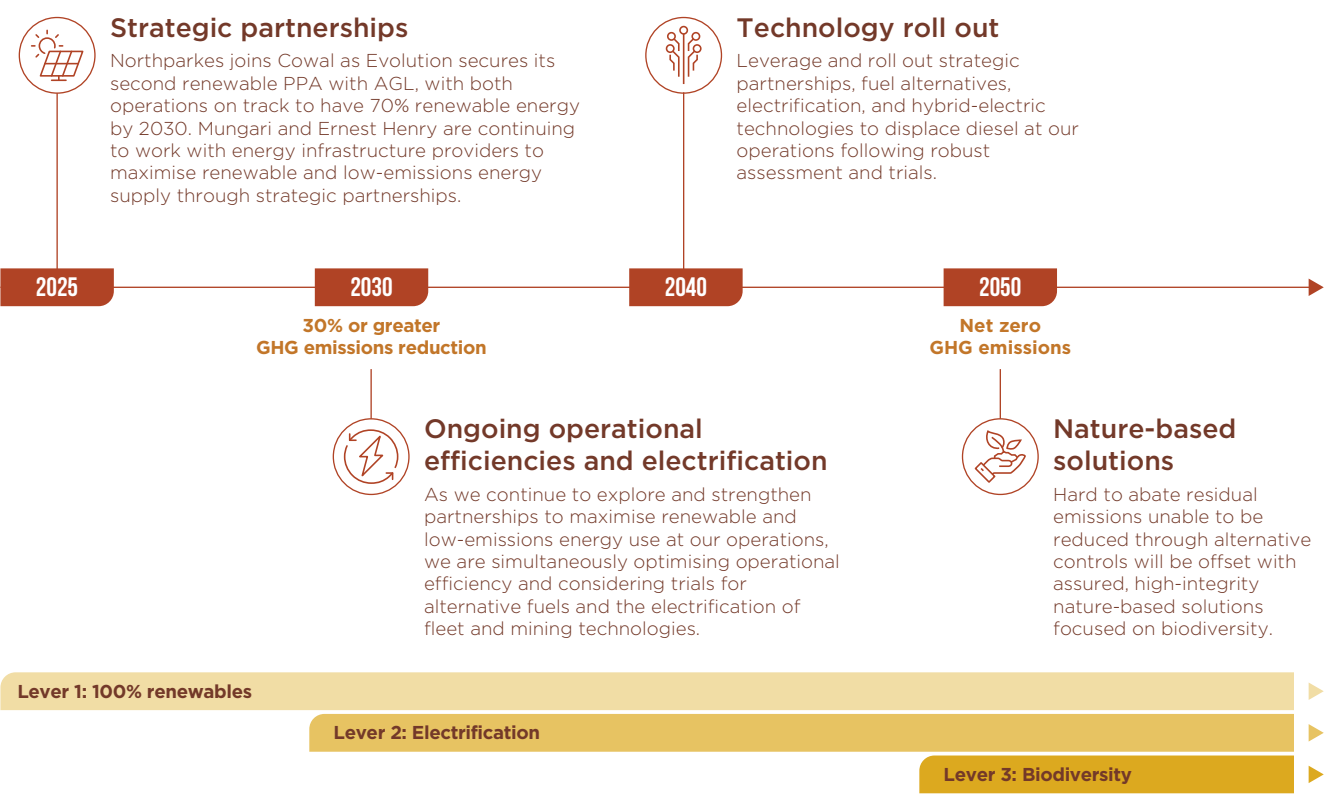 Strategic partnerships
Northparkes joins Cowal as Evolution secures its
second renewable PPA with AGL, with both
operations on track to have 70% renewable energy
by 2030. Mungari and Ernest Henry are continuing
to work with energy infrastructure providers to
maximise renewable and low-emissions energy
supply through strategic partnerships.
Technology roll out
Leverage and roll out strategic
partnerships, fuel alternatives,
electrification, and hybrid-electric
technologies to displace diesel at our
operations following robust
assessment and trials.
2025
2030
2040
2050
30% or greater
GHG emissions reduction
Net zero
GHG emissions
Ongoing operational
efficiencies and electrification
As we continue to explore and strengthen
partnerships to maximise renewable and
low-emissions energy use at our operations,
we are simultaneously optimising operational
efficiency and considering trials for
alternative fuels and the electrification of
fleet and mining technologies.
Nature-based
solutions
Hard to abate residual
emissions unable to be
reduced through alternative
controls will be offset with
assured, high-integrity
nature-based solutions
focused on biodiversity.
Lever 1: 100% renewables
Lever 2: Electrification
Lever 3: Biodiversity